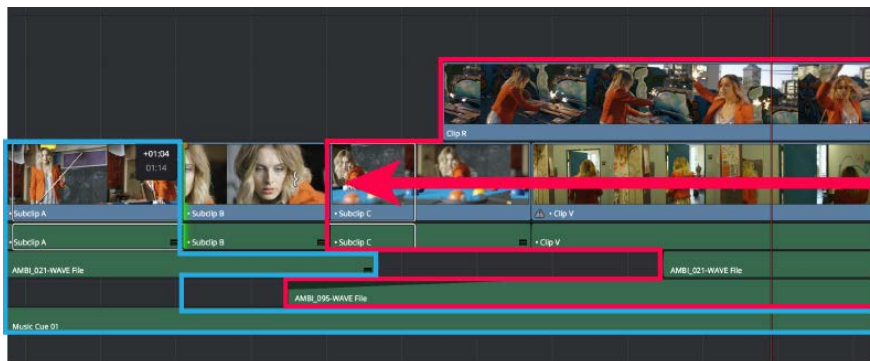 Clip R
+01:04
01:14
• Subclip A
• Subclip B
• Subclip C
• Clip V
• Subclip A
• Subclip B
• Subclip C
• Clip V
AMBI_021-WAVE File
AMBI_021-WAVE File
AMBI_095-WAVE File
Music Cue 01